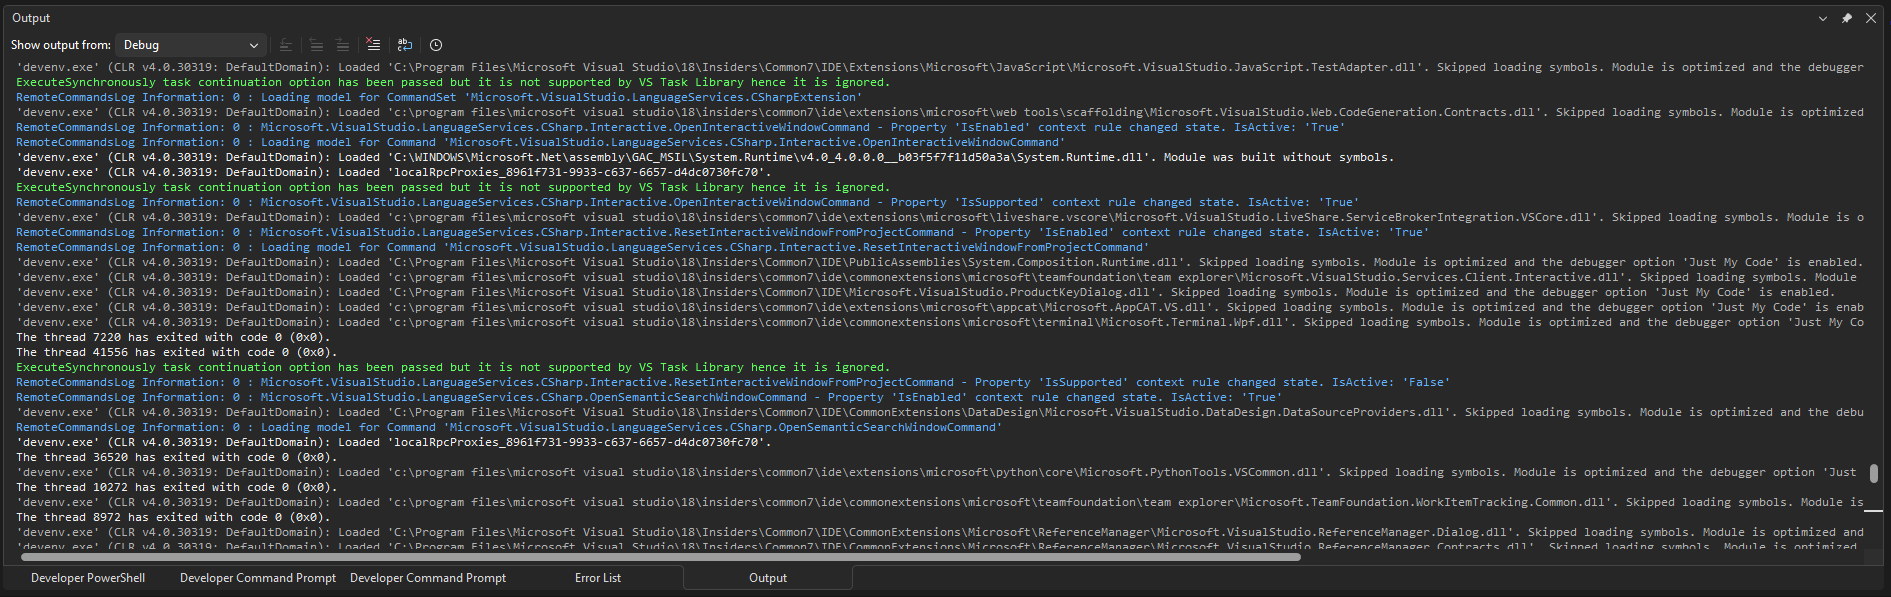 Output
Show output from: Debug
'devenv.exe' (CLR v4.0.30319: DefaultDomain): Loaded 'C:\Program Files\Microsoft Visual Studio\18\Insiders\Common7\IDE\Extensions\Microsoft\JavaScript\Microsoft.VisualStudio.JavaScript.TestAdapter.dll'. Skipped loading symbols. Module is optimized and the debugger
ExecuteSynchronously task continuation option has been passed but it is not supported by VS Task Library hence it is ignored.
RemoteCommandsLog Information: 0 : Loading model for CommandSet 'Microsoft.VisualStudio.LanguageServices.CSharpExtension'
'devenv.exe' (CLR v4.0.30319: DefaultDomain): Loaded 'c:\program files\microsoft visual studio\18\insiders\common7\ide\extensions\microsoft\web tools\scaffolding\Microsoft.VisualStudio.Web.CodeGeneration.Contracts.dll'. Skipped loading symbols. Module is optimized
RemoteCommandsLog Information: 0 : Microsoft.VisualStudio.LanguageServices.CSharp.Interactive.OpenInteractiveWindowCommand - Property 'IsEnabled' context rule changed state. IsActive: 'True'
RemoteCommandsLog Information: 0 : Loading model for Command 'Microsoft.VisualStudio.LanguageServices.CSharp.Interactive.OpenInteractiveWindowCommand'
'devenv.exe' (CLR v4.0.30319: DefaultDomain): Loaded 'C:\WINDOWS\Microsoft.Net\assembly\GAC_MSIL\System.Runtime\v4.0_4.0.0.0__b03f5f7f11d50a3a\System.Runtime.dll'. Module was built without symbols.
'devenv.exe' (CLR v4.0.30319: DefaultDomain): Loaded 'localRpcProxies_8961f731-9933-c637-6657-d4dc0730fc70'.
ExecuteSynchronously task continuation option has been passed but it is not supported by VS Task Library hence it is ignored.
RemoteCommandsLog Information: 0 : Microsoft.VisualStudio.LanguageServices.CSharp.Interactive.OpenInteractiveWindowCommand - Property 'IsSupported' context rule changed state. IsActive: 'True'
'devenv.exe' (CLR v4.0.30319: DefaultDomain): Loaded 'c:\program files\microsoft visual studio\18\insiders\common7\ide\extensions\microsoft\liveshare.vscore\Microsoft.VisualStudio.LiveShare.ServiceBrokerIntegration.VSCore.dll'. Skipped loading symbols. Module is o
RemoteCommandsLog Information: 0 : Microsoft.VisualStudio.LanguageServices.CSharp.Interactive.ResetInteractiveWindowFromProjectCommand - Property 'IsEnabled' context rule changed state. IsActive: 'True'
RemoteCommandsLog Information: 0 : Loading model for Command 'Microsoft.VisualStudio.LanguageServices.CSharp.Interactive.ResetInteractiveWindowFromProjectCommand'
'devenv.exe' (CLR v4.0.30319: DefaultDomain): Loaded 'C:\Program Files\Microsoft Visual Studio\18\Insiders\Common7\IDE\PublicAssemblies\System.Composition.Runtime.dll'. Skipped loading symbols. Module is optimized and the debugger option 'Just My Code' is enabled.
'devenv.exe' (CLR v4.0.30319: DefaultDomain): Loaded 'c:\program files\microsoft visual studio\18\insiders\common7\ide\commonextensions\microsoft\teamfoundation\team explorer\Microsoft.VisualStudio.Services.Client.Interactive.dll'. Skipped loading symbols. Module
'devenv.exe' (CLR v4.0.30319: DefaultDomain): Loaded 'C:\Program Files\Microsoft Visual Studio\18\Insiders\Common7\IDE\Microsoft.VisualStudio.ProductKeyDialog.dll'. Skipped loading symbols. Module is optimized and the debugger option 'Just My Code' is enabled.
'devenv.exe' (CLR v4.0.30319: DefaultDomain): Loaded 'c:\program files\microsoft visual studio\18\insiders\common7\ide\extensions\microsoft\appcat\Microsoft.AppCAT.VS.dll'. Skipped loading symbols. Module is optimized and the debugger option 'Just My Code' is enab
'devenv.exe' (CLR v4.0.30319: DefaultDomain): Loaded 'c:\program files\microsoft visual studio\18\insiders\common7\ide\commonextensions\microsoft\terminal\Microsoft.Terminal.Wpf.dll'. Skipped loading symbols. Module is optimized and the debugger option 'Just My Co
The thread 7220 has exited with code 0 (0x0).
The thread 41556 has exited with code 0 (0x0).
ExecuteSynchronously task continuation option has been passed but it is not supported by VS Task Library hence it is ignored.
RemoteCommandsLog Information: 0 : Microsoft.VisualStudio.LanguageServices.CSharp.Interactive.ResetInteractiveWindowFromProjectCommand - Property 'IsSupported' context rule changed state. IsActive: 'False'
RemoteCommandsLog Information: 0 : Microsoft.VisualStudio.LanguageServices.CSharp.OpenSemanticSearchWindowCommand - Property 'IsEnabled' context rule changed state. IsActive: 'True'
'devenv.exe' (CLR v4.0.30319: DefaultDomain): Loaded 'C:\Program Files\Microsoft Visual Studio\18\Insiders\Common7\IDE\CommonExtensions\DataDesign\Microsoft.VisualStudio.DataDesign.DataSourceProviders.dll'. Skipped loading symbols. Module is optimized and the debu
RemoteCommandsLog Information: 0 : Loading model for Command 'Microsoft.VisualStudio.LanguageServices.CSharp.OpenSemanticSearchWindowCommand'
'devenv.exe' (CLR v4.0.30319: DefaultDomain): Loaded 'localRpcProxies_8961f731-9933-c637-6657-d4dc0730fc70'.
The thread 36520 has exited with code 0 (0x0).
'devenv.exe' (CLR v4.0.30319: DefaultDomain): Loaded 'c:\program files\microsoft visual studio\18\insiders\common7\ide\extensions\microsoft\python\core\Microsoft.PythonTools.VSCommon.dll'. Skipped loading symbols. Module is optimized and the debugger option 'Just
The thread 10272 has exited with code 0 (0x0).
'devenv.exe' (CLR v4.0.30319: DefaultDomain): Loaded 'c:\program files\microsoft visual studio\18\insiders\common7\ide\commonextensions\microsoft\teamfoundation\team explorer\Microsoft.TeamFoundation.WorkItemTracking.Common.dll'. Skipped loading symbols. Module is
The thread 8972 has exited with code 0 (0x0).
'devenv.exe' (CLR v4.0.30319: DefaultDomain): Loaded 'C:\Program Files\Microsoft Visual Studio\18\Insiders\Common7\IDE\CommonExtensions\Microsoft\ReferenceManager\Microsoft.VisualStudio.ReferenceManager.Dialog.dll'. Skipped loading symbols. Module is optimized and
'devenv.exe' (CLR v4.0.30319: DefaultDomain): Loaded 'C:\Program Files\Microsoft Visual Studio\18\Insiders\Common7\IDE\CommonExtensions\Microsoft\ReferenceManager\Microsoft.VisualStudio.ReferenceManager.Contracts.dll'. Skipped loading symbols. Module is optimized
Developer PowerShell Developer Command Prompt Developer Command Prompt Error List Output